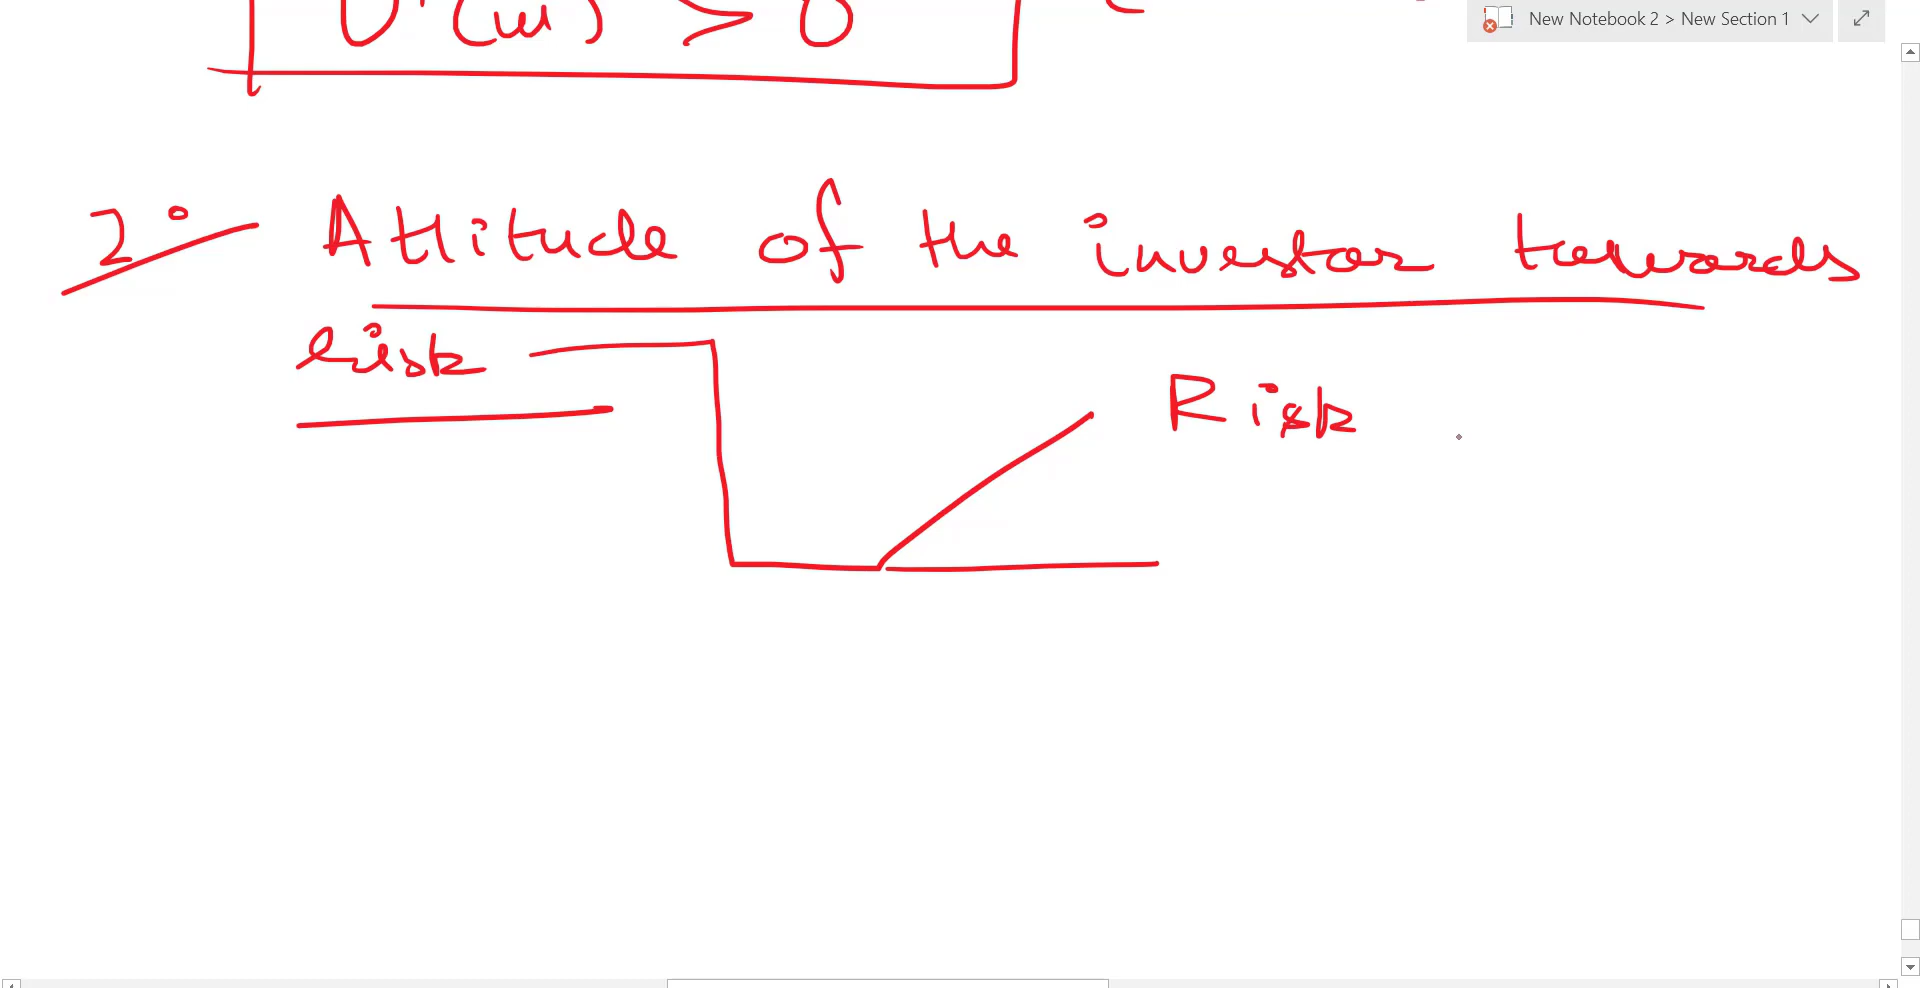 New Notebook 2 > New Section 1
U'(w) > 0
2° Attitude of the investor towards
risk
Risk